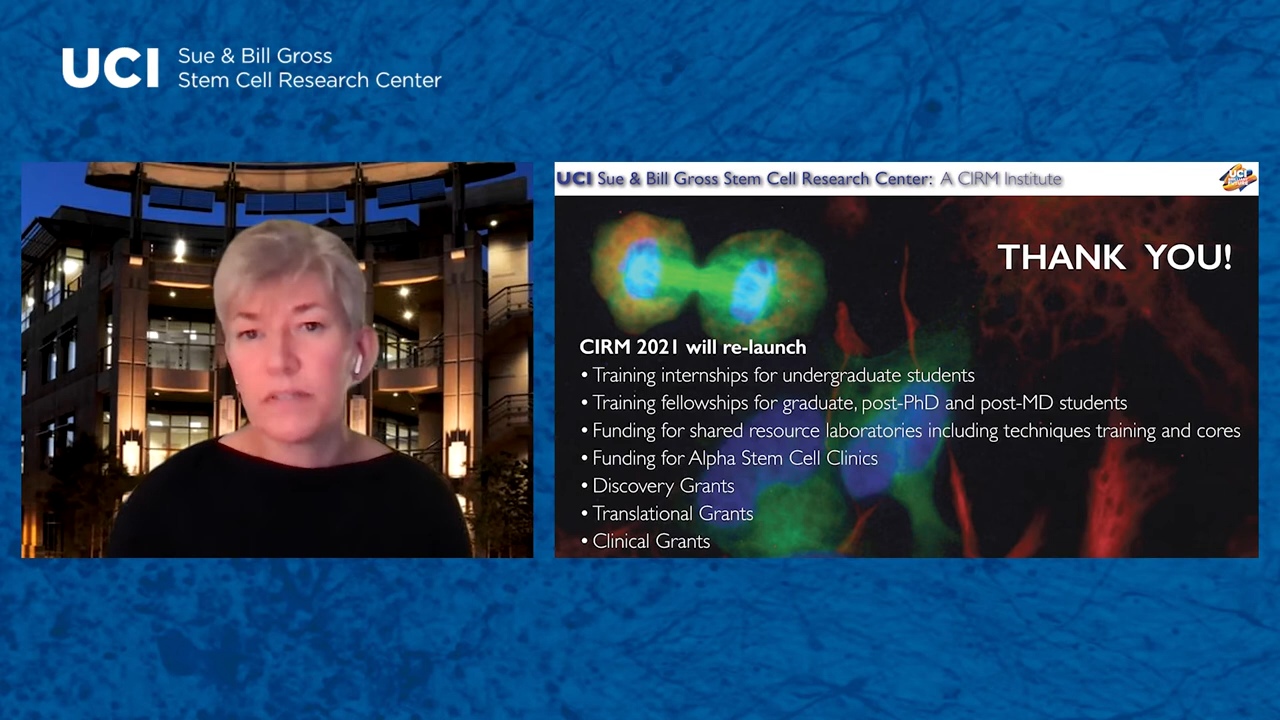 UCI Sue & Bill Gross
Stem Cell Research Center
UCI Sue & Bill Gross Stem Cell Research Center: A CIRM Institute
UCI
THANK YOU!
CIRM 2021 will re-launch
• Training internships for undergraduate students
• Training fellowships for graduate, post-PhD and post-MD students
• Funding for shared resource laboratories including techniques training and cores
• Funding for Alpha Stem Cell Clinics
• Discovery Grants
• Translational Grants
• Clinical Grants